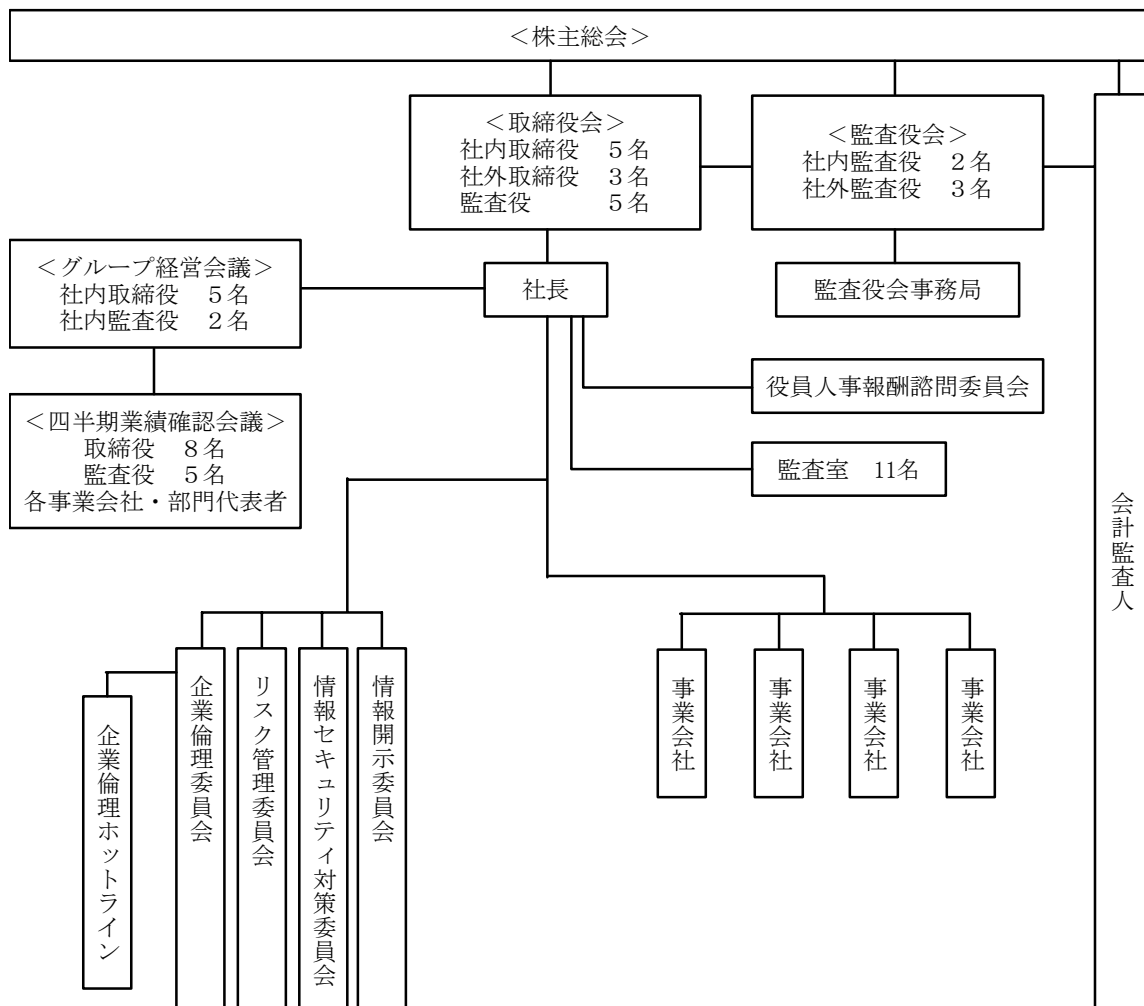 ＜株主総会＞
＜取締役会＞
社内取締役　５名
社外取締役　３名
監査役　　　５名
＜監査役会＞
社内監査役　２名
社外監査役　３名
＜グループ経営会議＞
社内取締役　５名
社内監査役　２名
社長
監査役会事務局
役員人事報酬諮問委員会
＜四半期業績確認会議＞
取締役　８名
監査役　５名
各事業会社・部門代表者
監査室　11名
会計監査人
企業倫理ホットライン
企業倫理委員会
リスク管理委員会
情報セキュリティ対策委員会
情報開示委員会
事業会社
事業会社
事業会社
事業会社